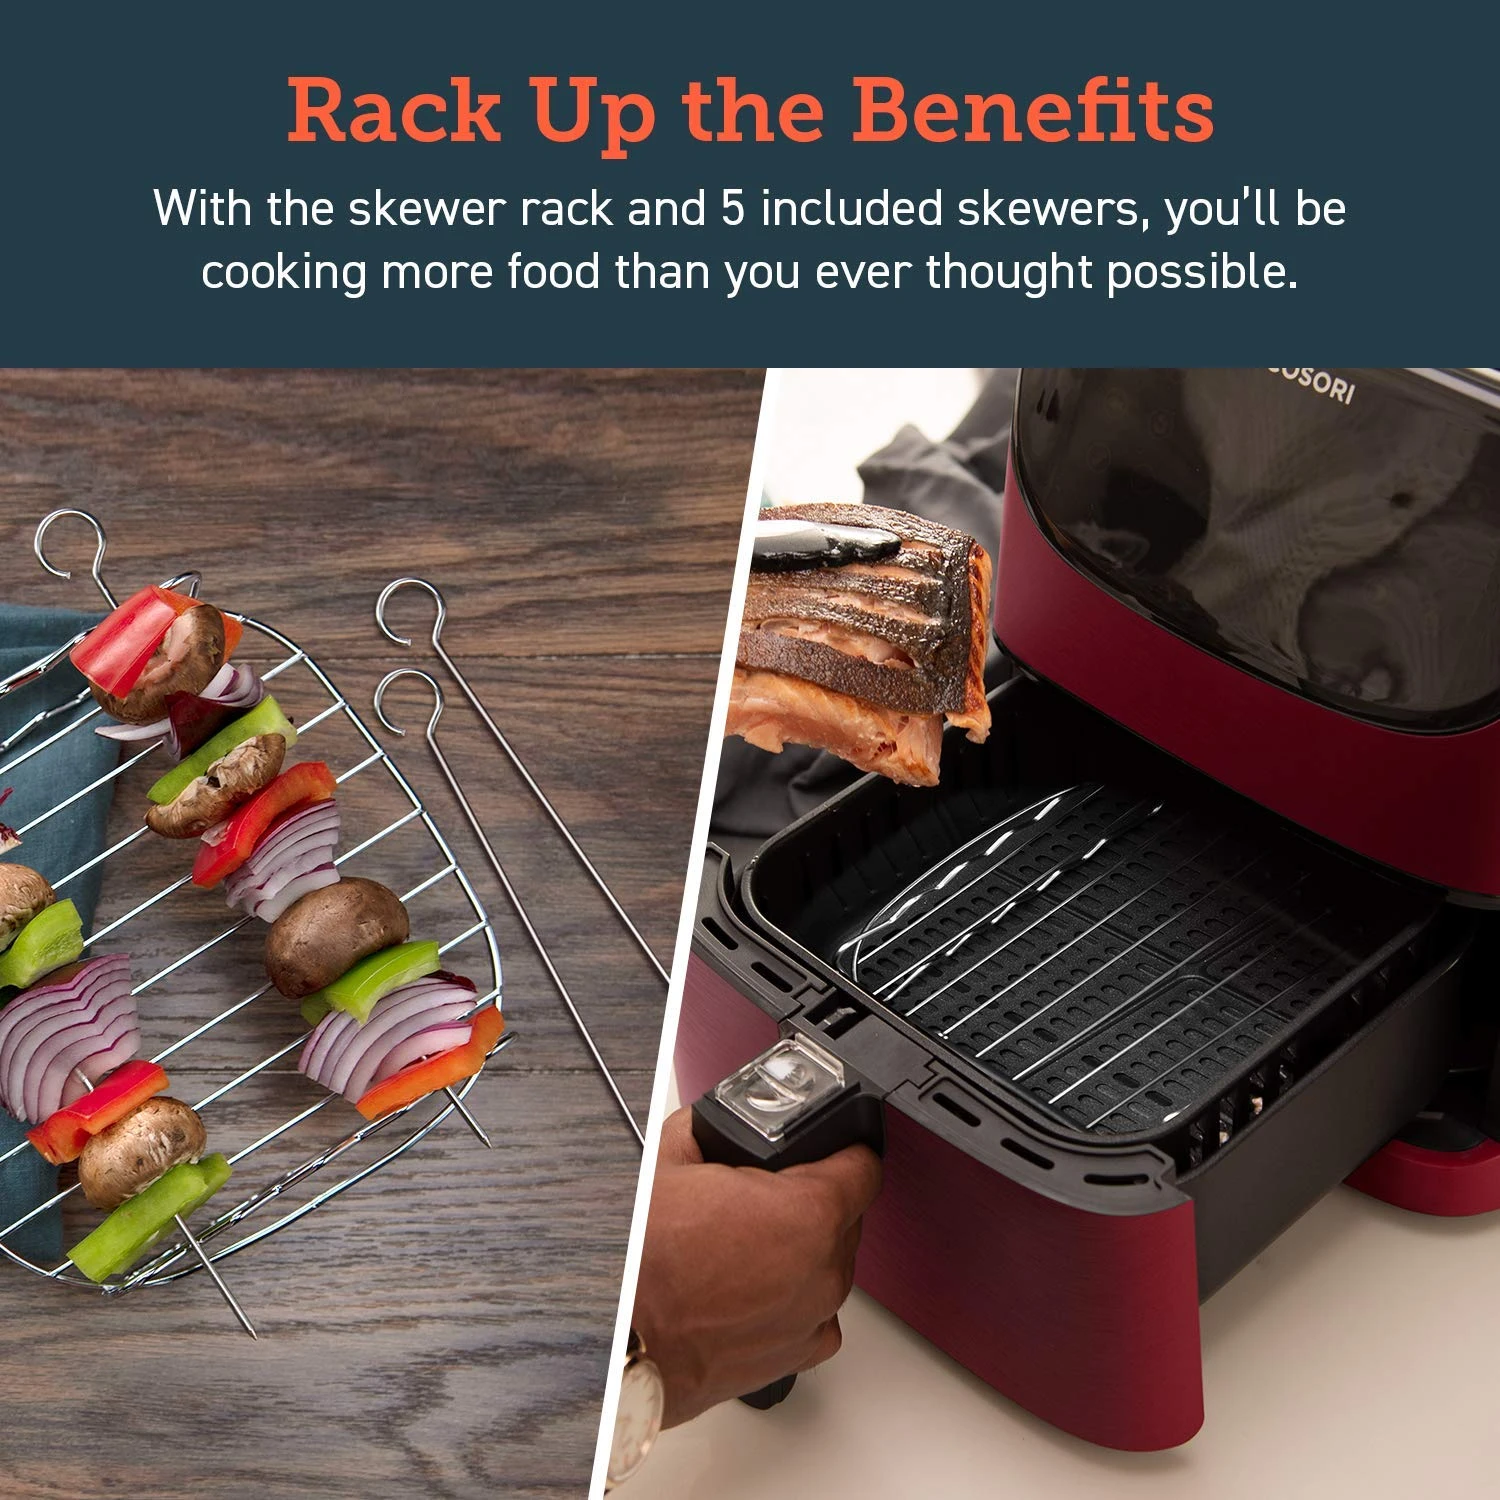 Rack Up the Benefits
With the skewer rack and 5 included skewers, you'll be
cooking more food than you ever thought possible.
COSORI